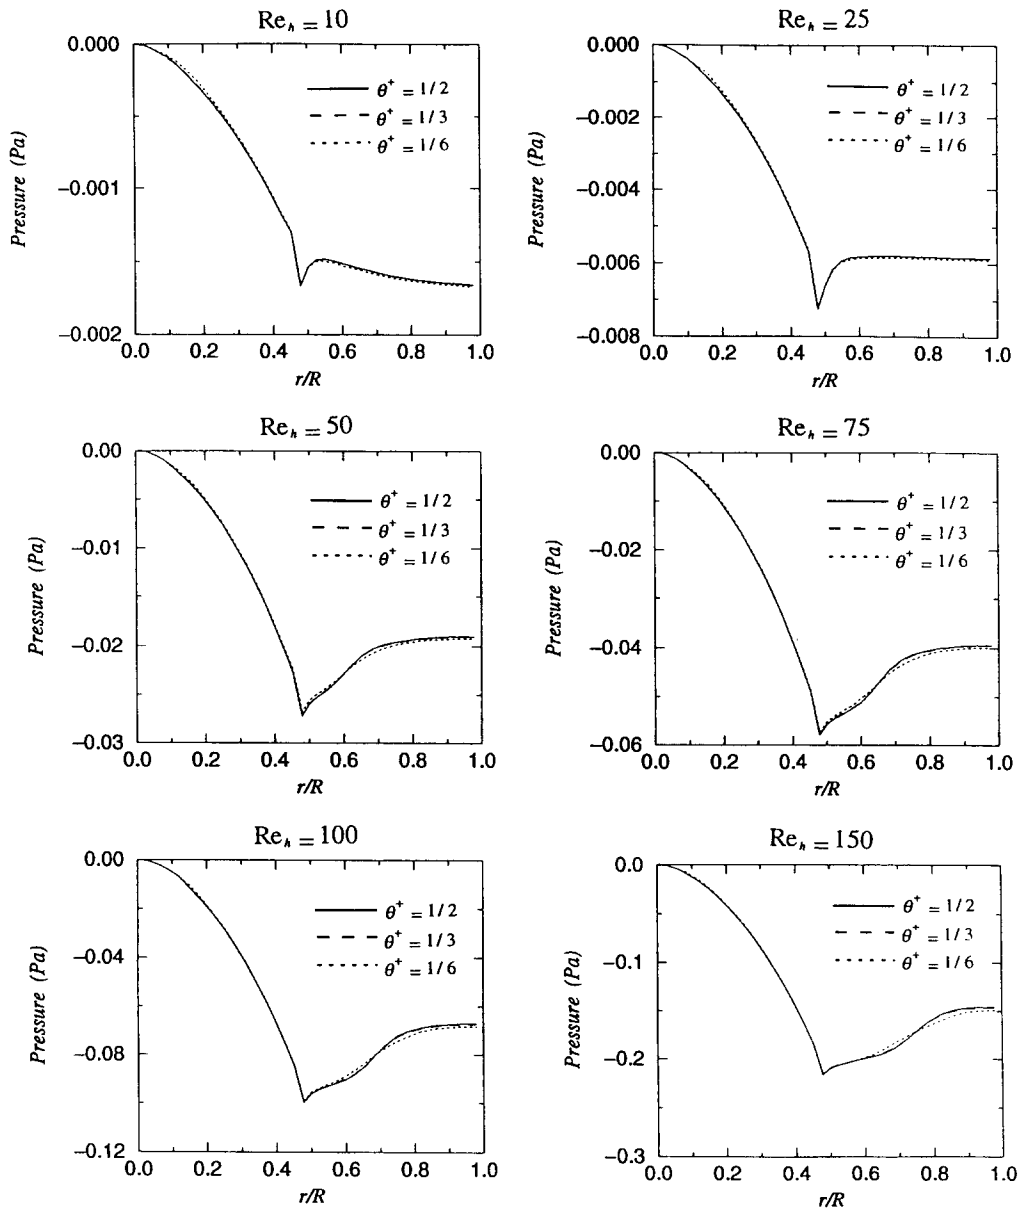 Reₕ = 10
0.000
−0.001
−0.002
Pressure (Pa)
θ⁺ = 1/2
θ⁺ = 1/3
θ⁺ = 1/6
0.0 0.2 0.4 0.6 0.8 1.0
r/R
Reₕ = 25
0.000
−0.002
−0.004
−0.006
−0.008
Pressure (Pa)
θ⁺ = 1/2
θ⁺ = 1/3
θ⁺ = 1/6
0.0 0.2 0.4 0.6 0.8 1.0
r/R
Reₕ = 50
0.00
−0.01
−0.02
−0.03
Pressure (Pa)
θ⁺ = 1/2
θ⁺ = 1/3
θ⁺ = 1/6
0.0 0.2 0.4 0.6 0.8 1.0
r/R
Reₕ = 75
0.00
−0.02
−0.04
−0.06
Pressure (Pa)
θ⁺ = 1/2
θ⁺ = 1/3
θ⁺ = 1/6
0.0 0.2 0.4 0.6 0.8 1.0
r/R
Reₕ = 100
0.00
−0.04
−0.08
−0.12
Pressure (Pa)
θ⁺ = 1/2
θ⁺ = 1/3
θ⁺ = 1/6
0.0 0.2 0.4 0.6 0.8 1.0
r/R
Reₕ = 150
0.0
−0.1
−0.2
−0.3
Pressure (Pa)
θ⁺ = 1/2
θ⁺ = 1/3
θ⁺ = 1/6
0.0 0.2 0.4 0.6 0.8 1.0
r/R